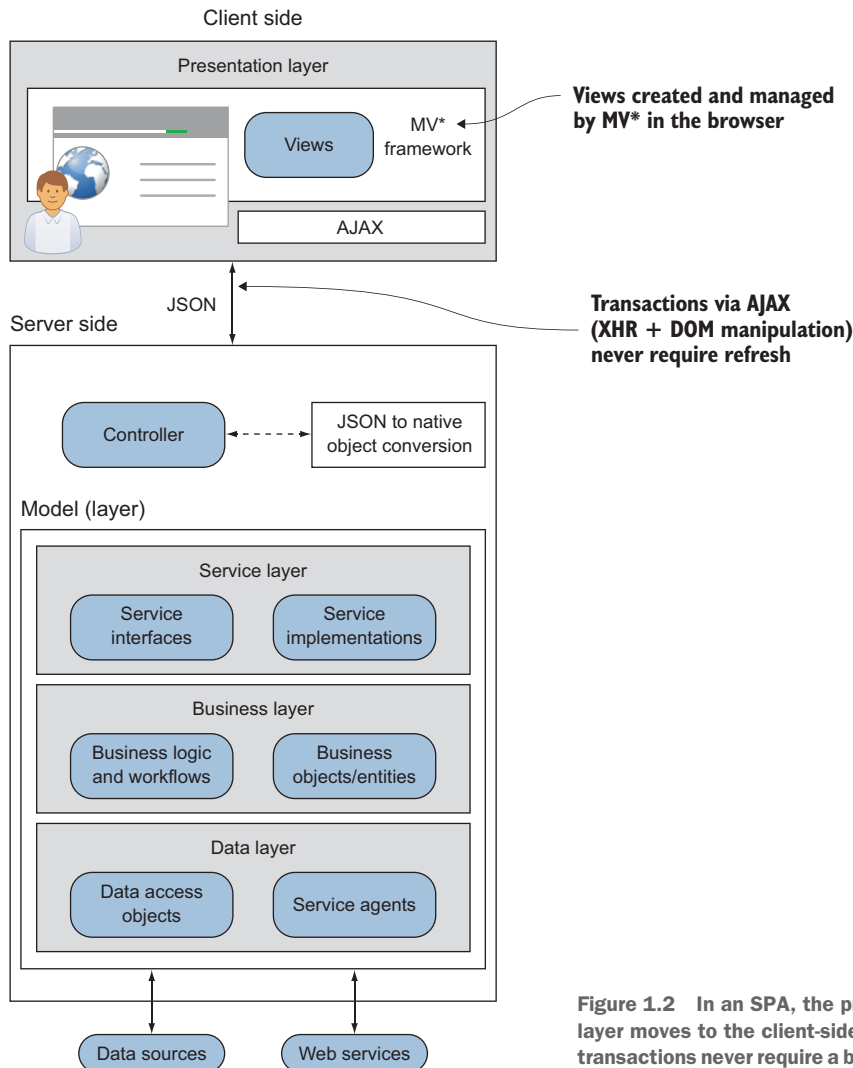 Client side
Presentation layer
Views
MV*
framework
Views created and managed
by MV* in the browser
AJAX
JSON
Transactions via AJAX
(XHR + DOM manipulation)
never require refresh
Server side
Controller
JSON to native
object conversion
Model (layer)
Service layer
Service
interfaces
Service
implementations
Business layer
Business logic
and workflows
Business
objects/entities
Data layer
Data access
objects
Service agents
Data sources
Web services
Figure 1.2 In an SPA, the p
layer moves to the client-side
transactions never require a b